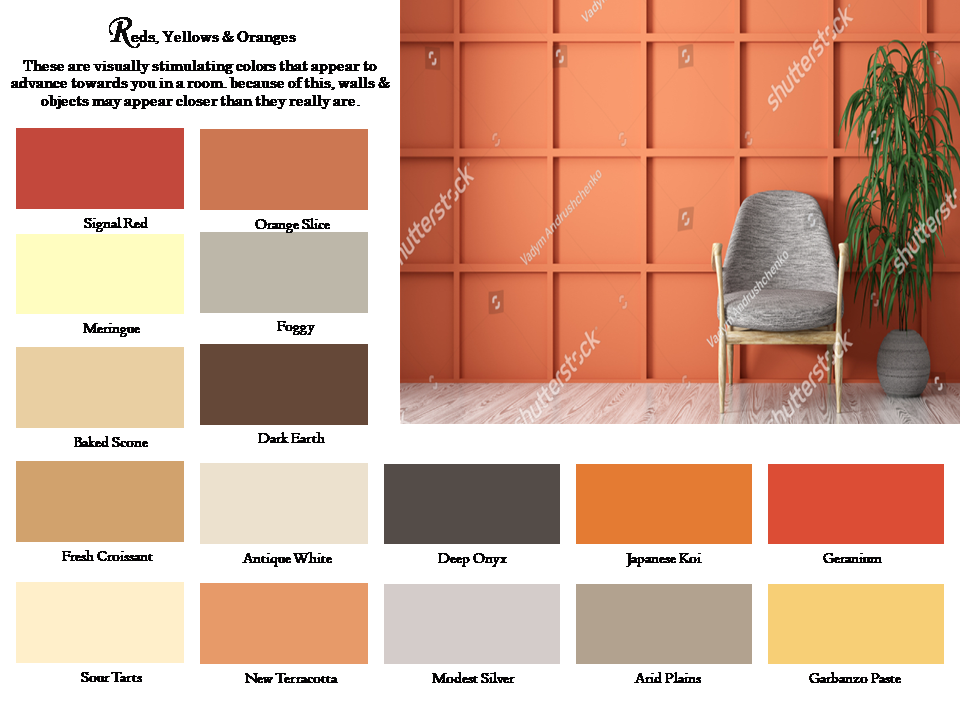 Reds, Yellows & Oranges
These are visually stimulating colors that appear to
advance towards you in a room. because of this, walls &
objects may appear closer than they really are.
Signal Red
Orange Slice
Meringue
Foggy
Baked Scone
Dark Earth
Fresh Croissant
Antique White
Deep Onyx
Japanese Koi
Geranium
Sour Tarts
New Terracotta
Modest Silver
Arid Plains
Garbanzo Paste
Vadym Andrushchenko
shutterstock
shutterstock
Vadym Andrushchenko
shutterstock
Vadym Andrushchenko
shutterstock
shutterstock